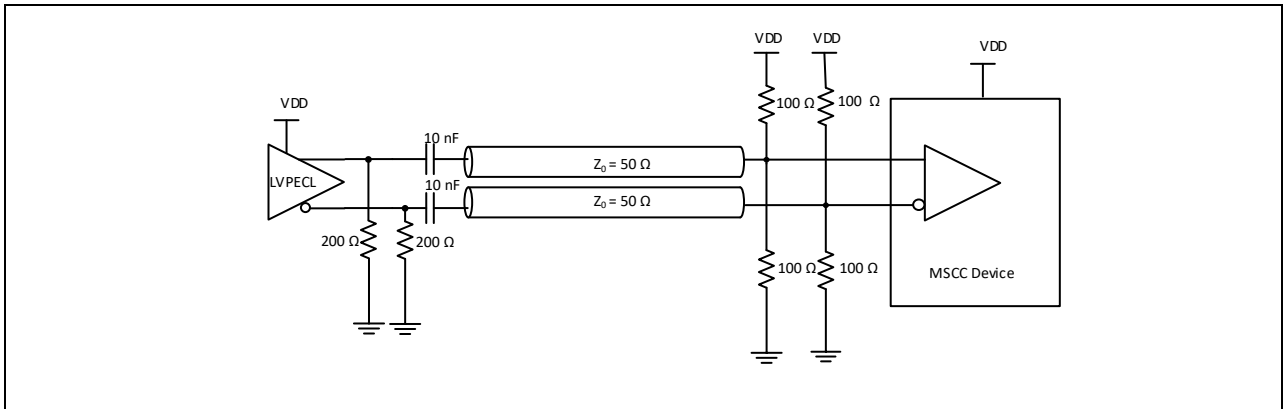 VDD
VDD
VDD
VDD
100 Ω
100 Ω
10 nF
Z₀ = 50 Ω
LVPECL
10 nF
Z₀ = 50 Ω
200 Ω
200 Ω
100 Ω
100 Ω
MSCC Device